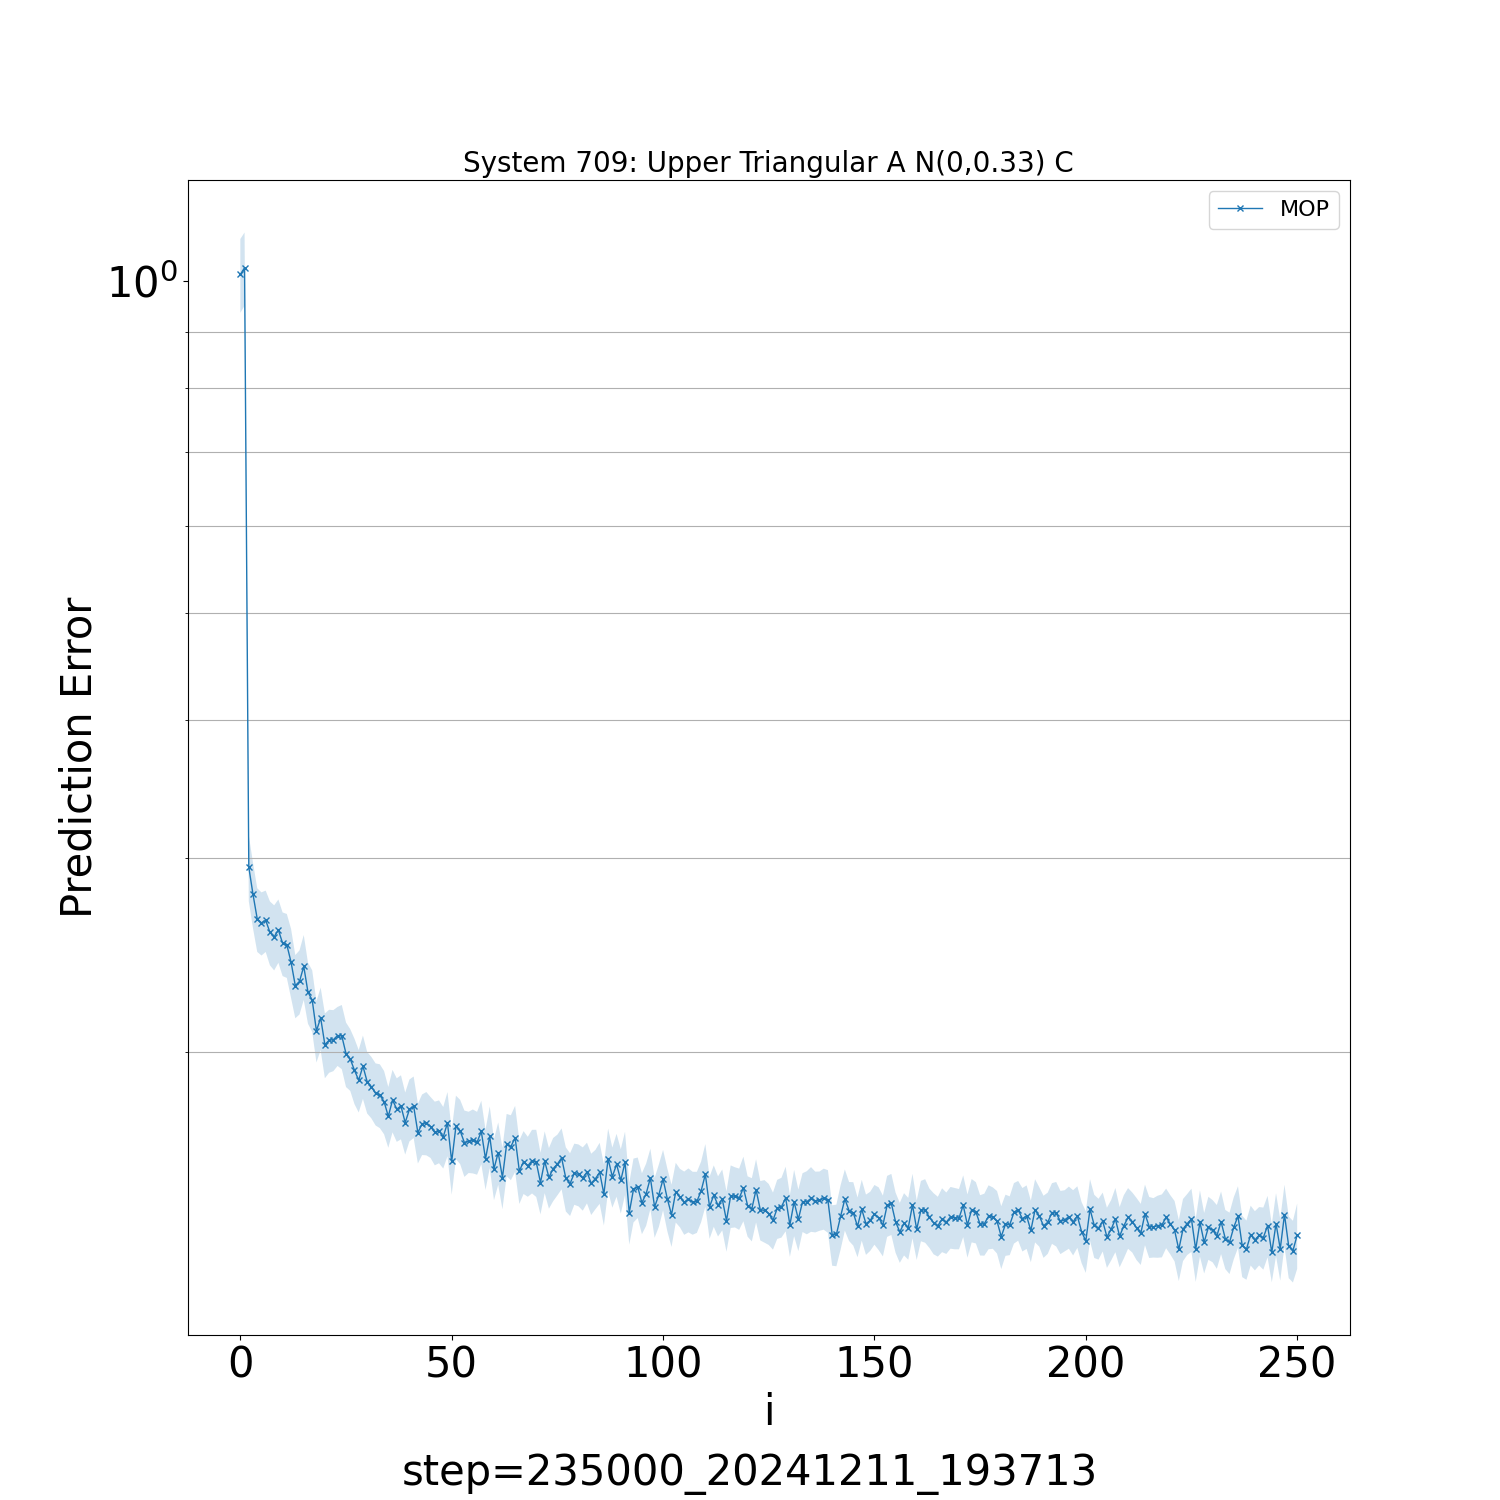 System 709: Upper Triangular A N(0,0.33) C
MOP
10⁰
Prediction Error
0 50 100 150 200 250
i
step=235000_20241211_193713